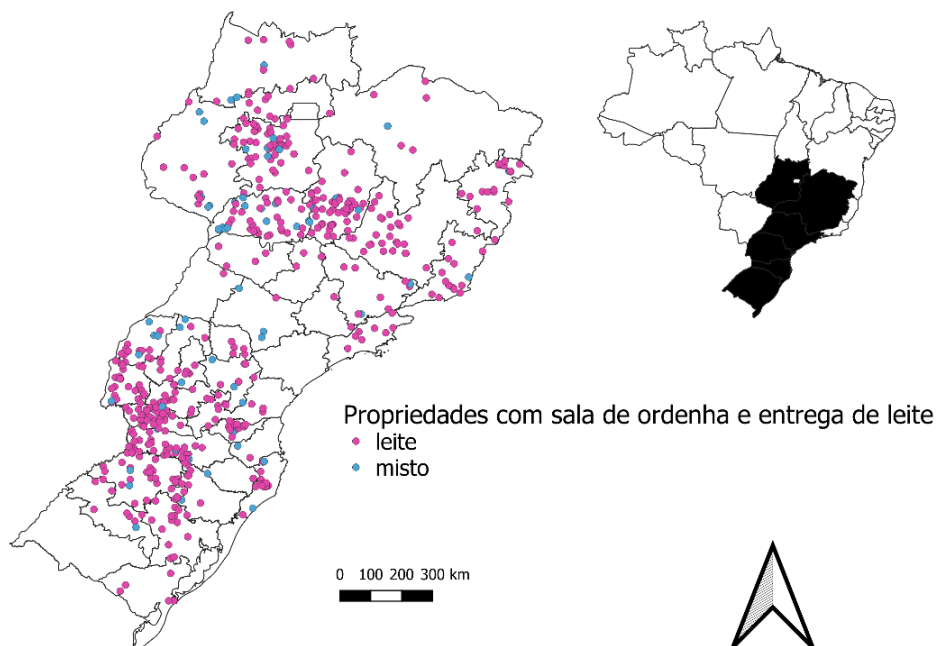 Propriedades com sala de ordenha e entrega de leite
leite
misto
0 100 200 300 km